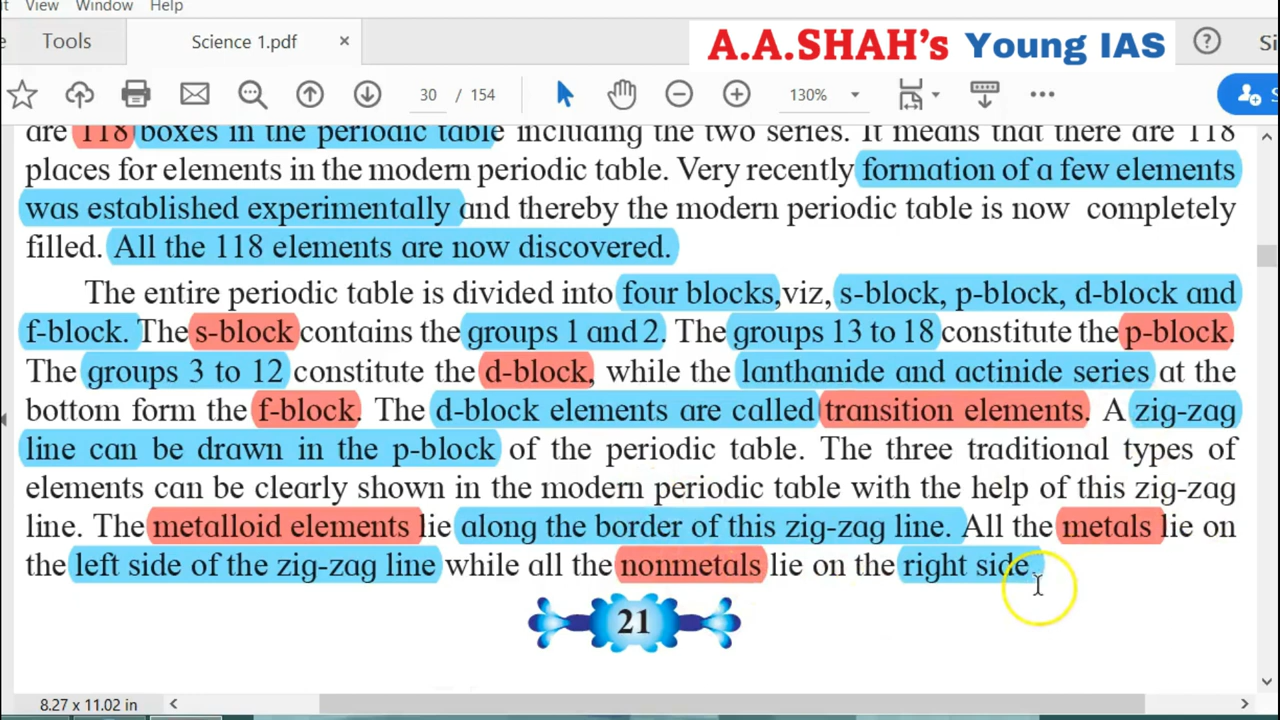 View Window Help
Tools Science 1.pdf × A.A.SHAH's Young IAS ?
30 / 154 130%
are 118 boxes in the periodic table including the two series. It means that there are 118
places for elements in the modern periodic table. Very recently formation of a few elements
was established experimentally and thereby the modern periodic table is now completely
filled. All the 118 elements are now discovered.
The entire periodic table is divided into four blocks,viz, s-block, p-block, d-block and
f-block. The s-block contains the groups 1 and 2. The groups 13 to 18 constitute the p-block.
The groups 3 to 12 constitute the d-block, while the lanthanide and actinide series at the
bottom form the f-block. The d-block elements are called transition elements. A zig-zag
line can be drawn in the p-block of the periodic table. The three traditional types of
elements can be clearly shown in the modern periodic table with the help of this zig-zag
line. The metalloid elements lie along the border of this zig-zag line. All the metals lie on
the left side of the zig-zag line while all the nonmetals lie on the right side.
21
8.27 x 11.02 in